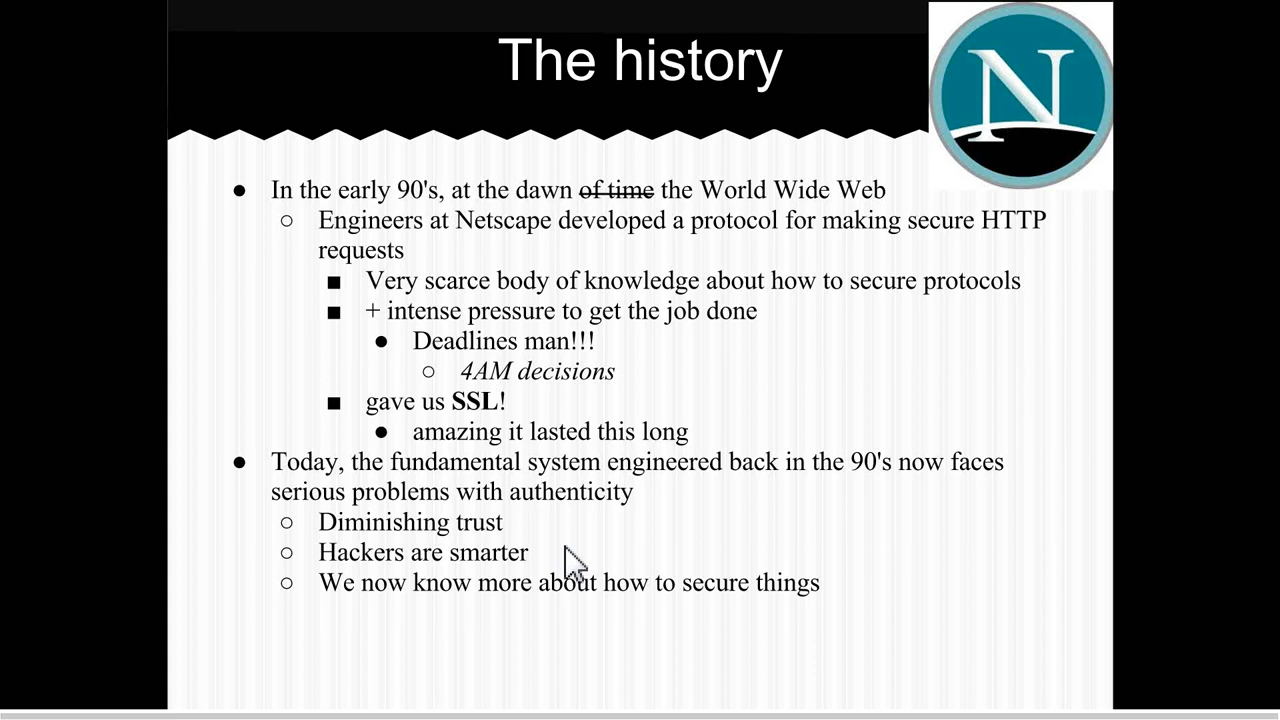 The history
N
● In the early 90's, at the dawn of time the World Wide Web
○ Engineers at Netscape developed a protocol for making secure HTTP
requests
■ Very scarce body of knowledge about how to secure protocols
■ + intense pressure to get the job done
● Deadlines man!!!
○ 4AM decisions
■ gave us SSL!
● amazing it lasted this long
● Today, the fundamental system engineered back in the 90's now faces
serious problems with authenticity
○ Diminishing trust
○ Hackers are smarter
○ We now know more about how to secure things